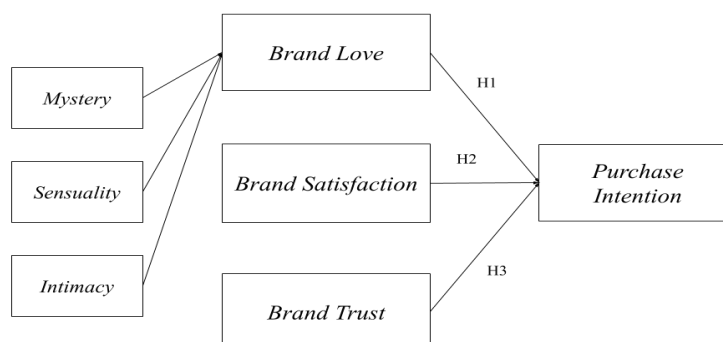 Brand Love
Mystery
H1
Sensuality
H2
Brand Satisfaction
Purchase
Intention
Intimacy
H3
Brand Trust